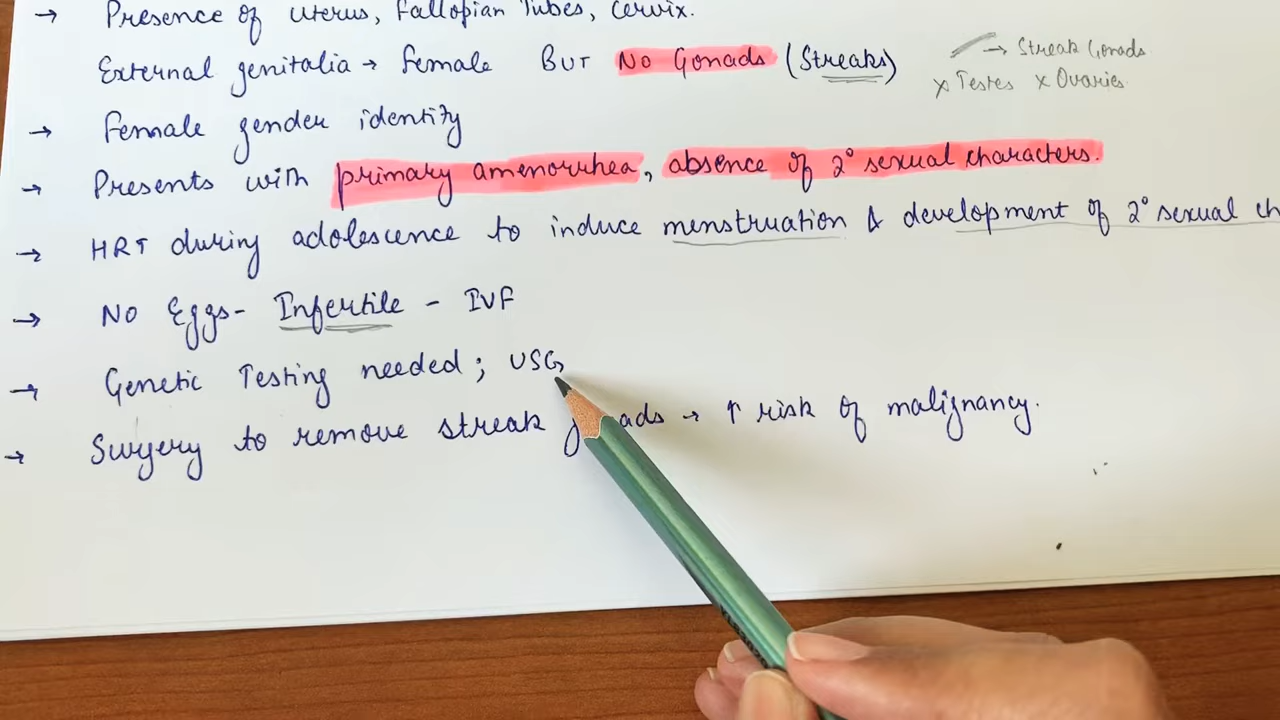 → Presence of uterus, Fallopian Tubes, Cervix.
External genitalia → Female BUT No Gonads (Streaks)
→ Streak Gonads
x Testes x Ovaries
→ Female gender identity
→ Presents with primary amenorrhea, absence of 2° sexual characters.
→ HRT during adolescence to induce menstruation & development of 2° sexual ch
→ No Eggs - Infertile - IVF
→ Genetic Testing needed; USG
→ Surgery to remove streak g ads → ↑ risk of malignancy.